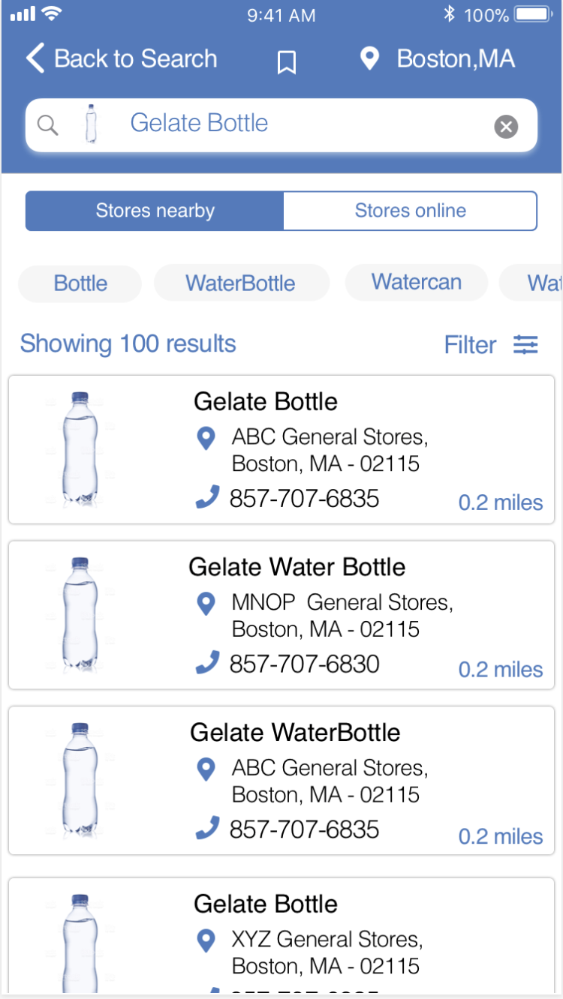 9:41 AM 100%
Back to Search Boston,MA
Gelate Bottle
Stores nearby Stores online
Bottle WaterBottle Watercan
Showing 100 results Filter
Gelate Bottle
ABC General Stores,
Boston, MA - 02115
857-707-6835 0.2 miles
Gelate Water Bottle
MNOP General Stores,
Boston, MA - 02115
857-707-6830 0.2 miles
Gelate WaterBottle
ABC General Stores,
Boston, MA - 02115
857-707-6835 0.2 miles
Gelate Bottle
XYZ General Stores,
Boston, MA - 02115